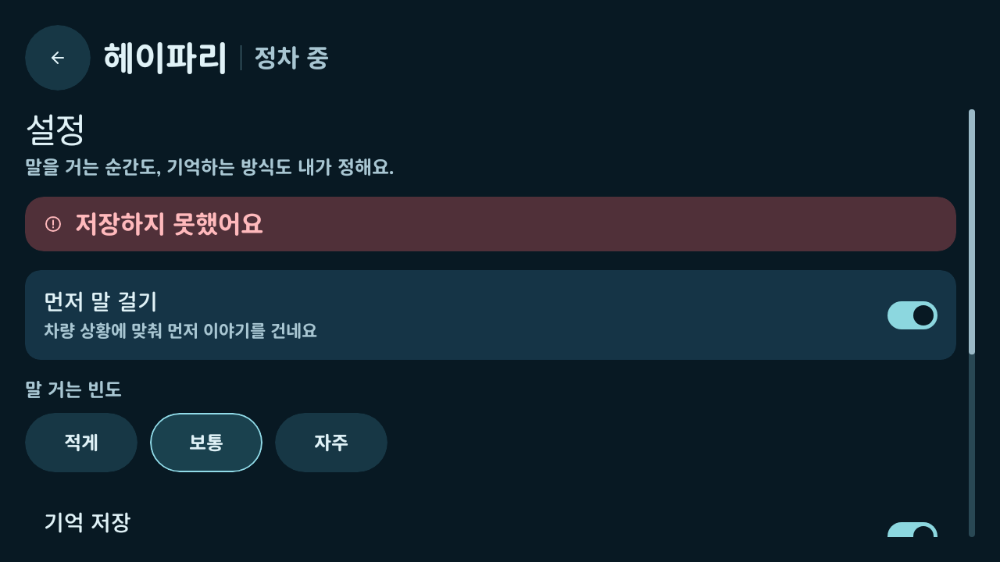 헤이파리
정차 중
설정
말을 거는 순간도, 기억하는 방식도 내가 정해요.
저장하지 못했어요
먼저 말 걸기
차량 상황에 맞춰 먼저 이야기를 건네요
말 거는 빈도
적게
보통
자주
기억 저장